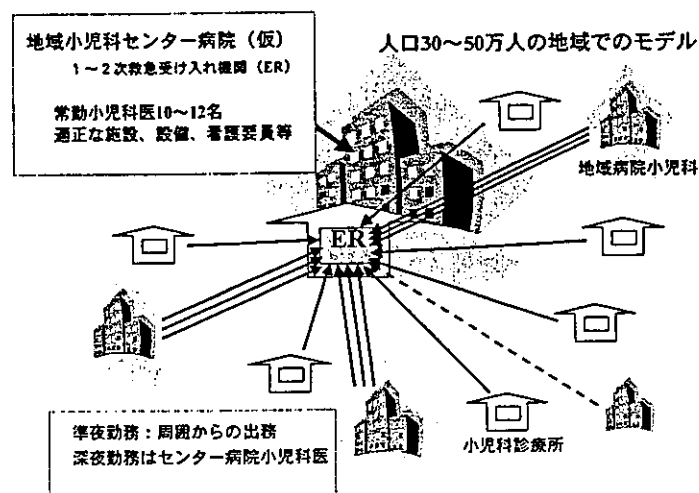 地域小児科センター病院（仮）
1～2次救急受け入れ機関（ER）
常勤小児科医10～12名
適正な施設、設備、看護要員等
人口30～50万人の地域でのモデル
地域病院小児科
ER
小児科診療所
準夜勤務：周囲からの出務
深夜勤務はセンター病院小児科医